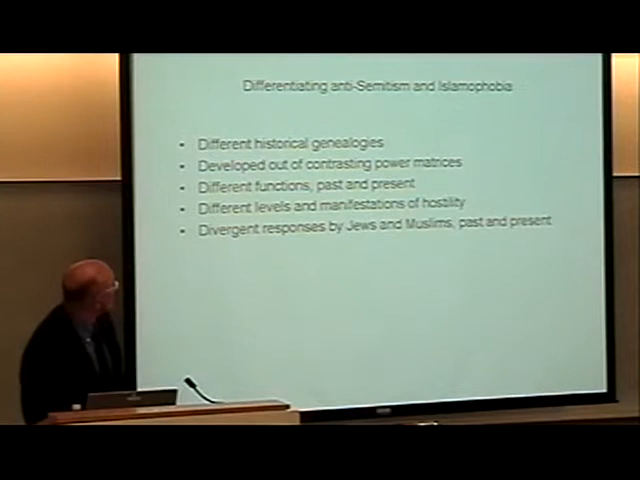 Differentiating anti-Semitism and Islamophobia
• Different historical genealogies
• Developed out of contrasting power matrices
• Different functions, past and present
• Different levels and manifestations of hostility
• Divergent responses by Jews and Muslims, past and present